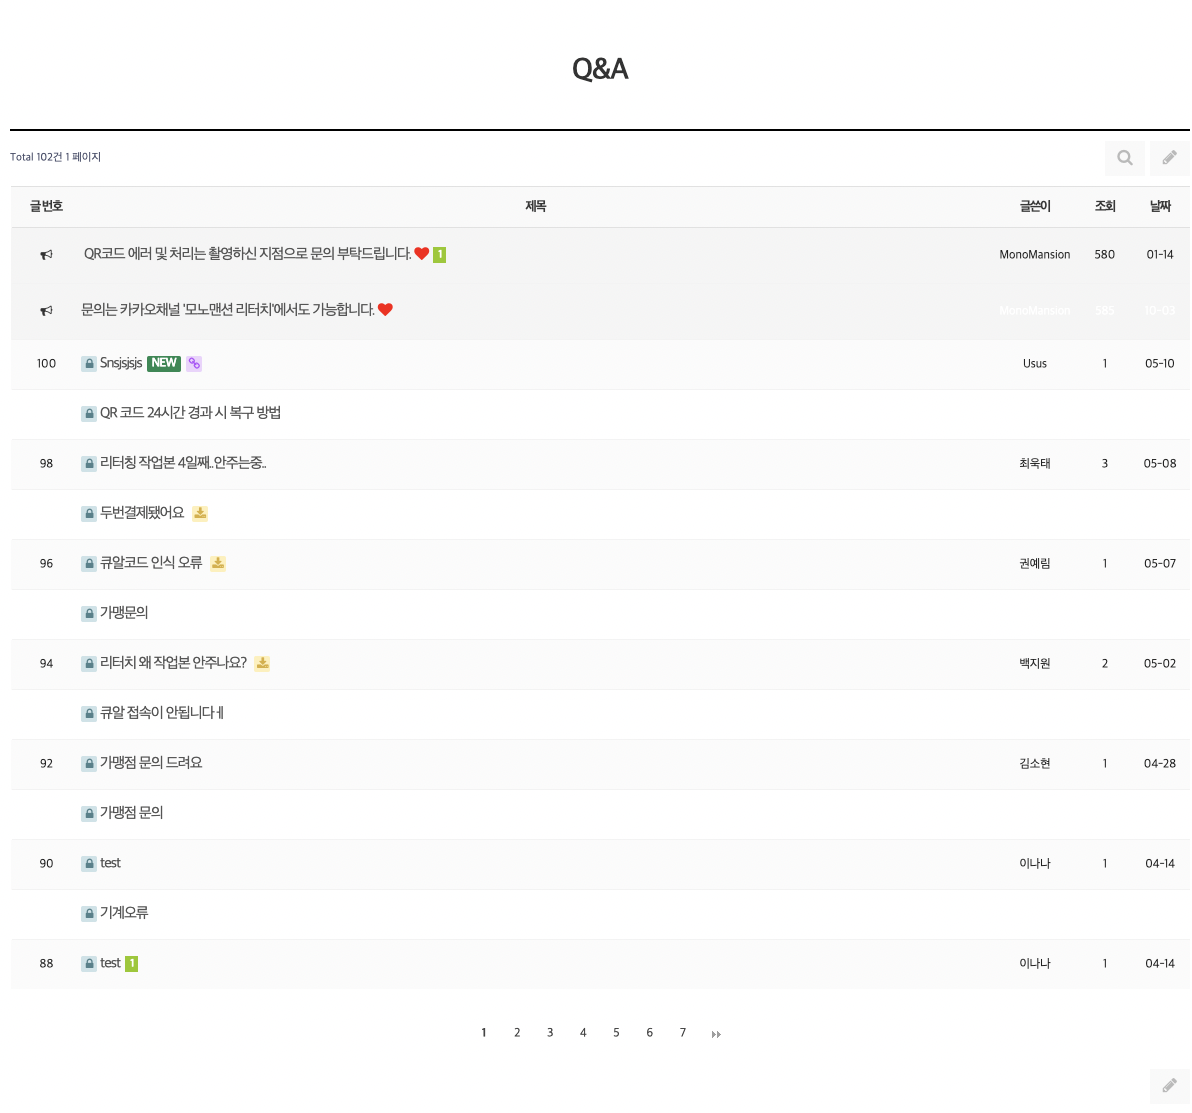 Q&A
Total 102건 1 페이지
글번호 제목 글쓴이 조회 날짜
QR코드 에러 및 처리는 촬영하신 지점으로 문의 부탁드립니다. 1 MonoMansion 580 01-14
문의는 카카오채널 '모노맨션 리터치'에서도 가능합니다. MonoMansion 585 10-03
100 Snsjsjsjs NEW Usus 1 05-10
QR 코드 24시간 경과 시 복구 방법
98 리터칭 작업본 4일째..안주는중.. 최욱태 3 05-08
두번결제됐어요
96 큐알코드 인식 오류 권예림 1 05-07
가맹문의
94 리터치 왜 작업본 안주나요? 백지원 2 05-02
큐알 접속이 안됩니다ㅔ
92 가맹점 문의 드려요 김소현 1 04-28
가맹점 문의
90 test 이나나 1 04-14
기계오류
88 test 1 이나나 1 04-14
1 2 3 4 5 6 7